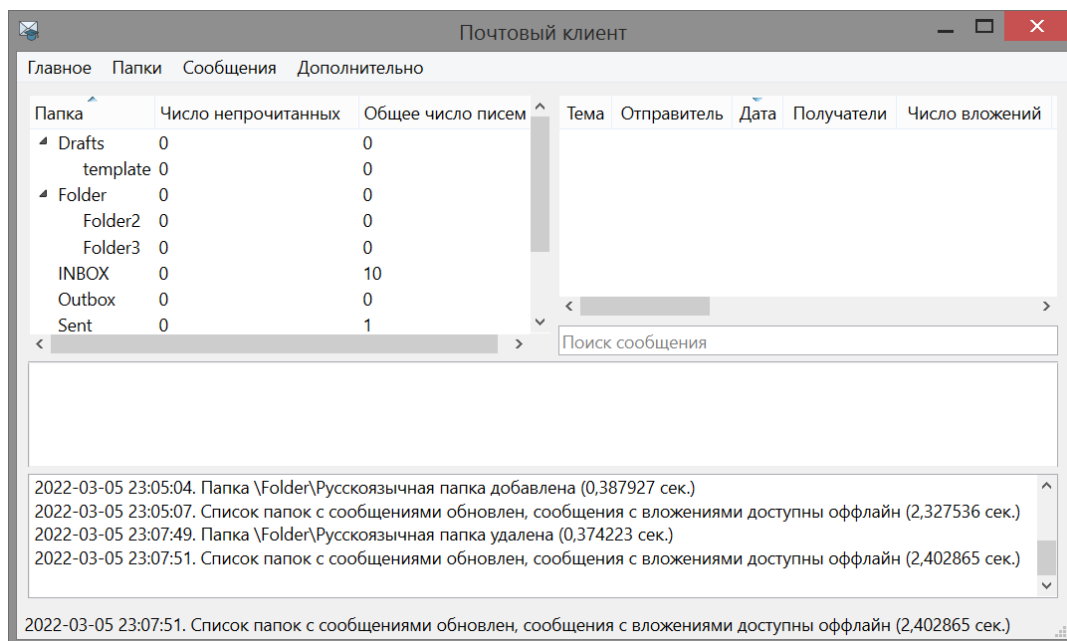 Почтовый клиент
Главное Папки Сообщения Дополнительно
Папка Число непрочитанных Общее число писем
Drafts 0 0
template 0 0
Folder 0 0
Folder2 0 0
Folder3 0 0
INBOX 0 10
Outbox 0 0
Sent 0 1
Тема Отправитель Дата Получатели Число вложений
Поиск сообщения
2022-03-05 23:05:04. Папка \Folder\Русскоязычная папка добавлена (0,387927 сек.)
2022-03-05 23:05:07. Список папок с сообщениями обновлен, сообщения с вложениями доступны оффлайн (2,327536 сек.)
2022-03-05 23:07:49. Папка \Folder\Русскоязычная папка удалена (0,374223 сек.)
2022-03-05 23:07:51. Список папок с сообщениями обновлен, сообщения с вложениями доступны оффлайн (2,402865 сек.)
2022-03-05 23:07:51. Список папок с сообщениями обновлен, сообщения с вложениями доступны оффлайн (2,402865 сек.)